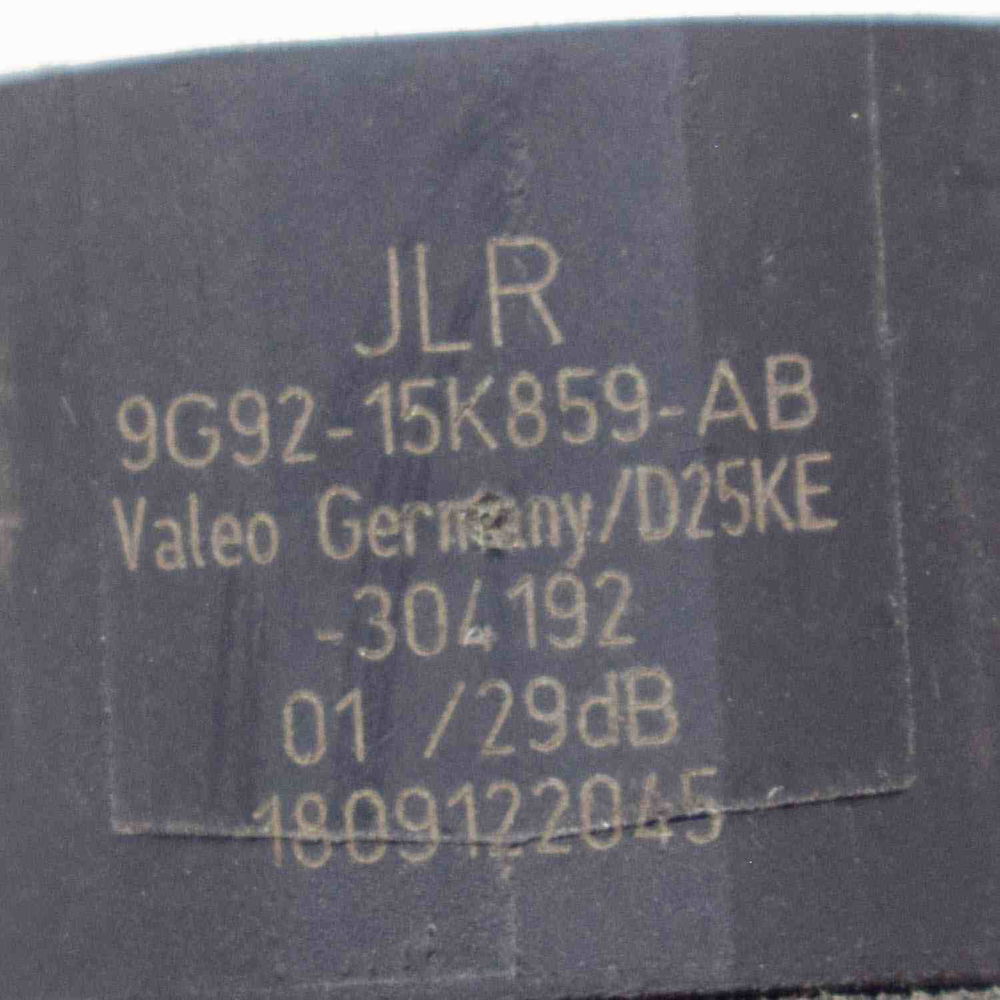 JLR
9G92-15K859-AB
Valeo Germany/D25KE
-304192
01 /29dB
1809122045